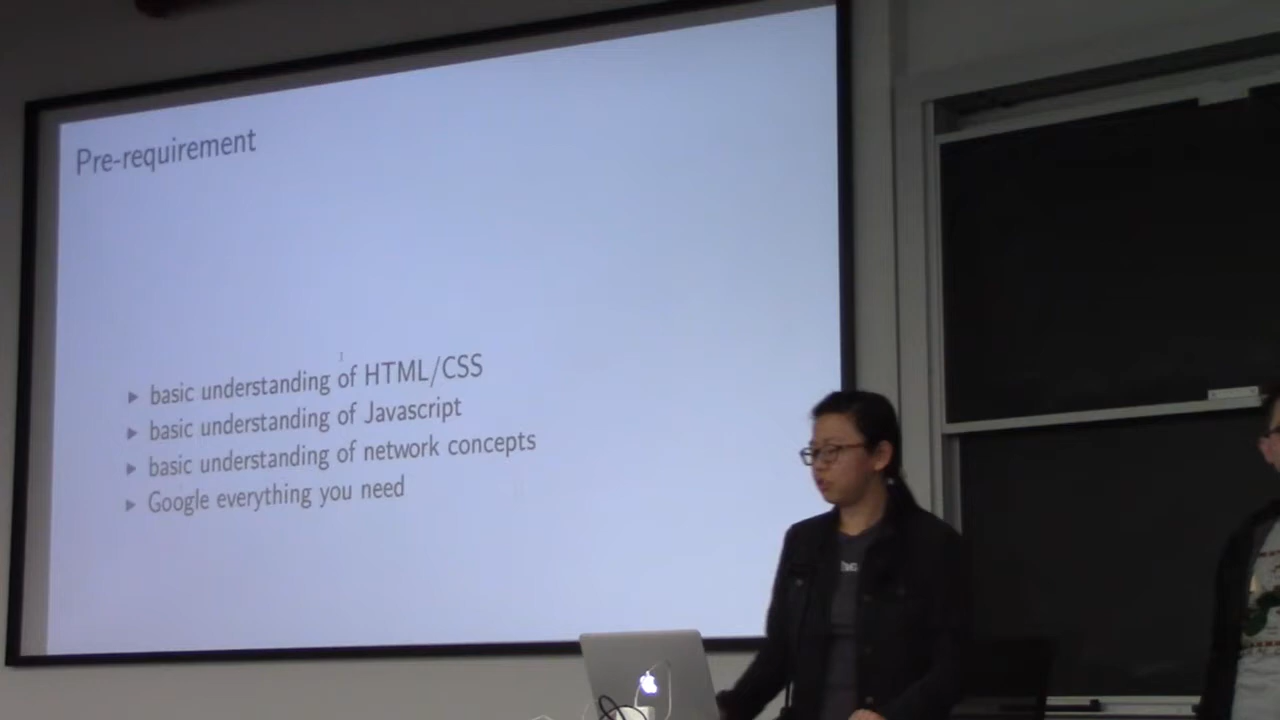 Pre-requirement
basic understanding of HTML/CSS
basic understanding of Javascript
basic understanding of network concepts
Google everything you need